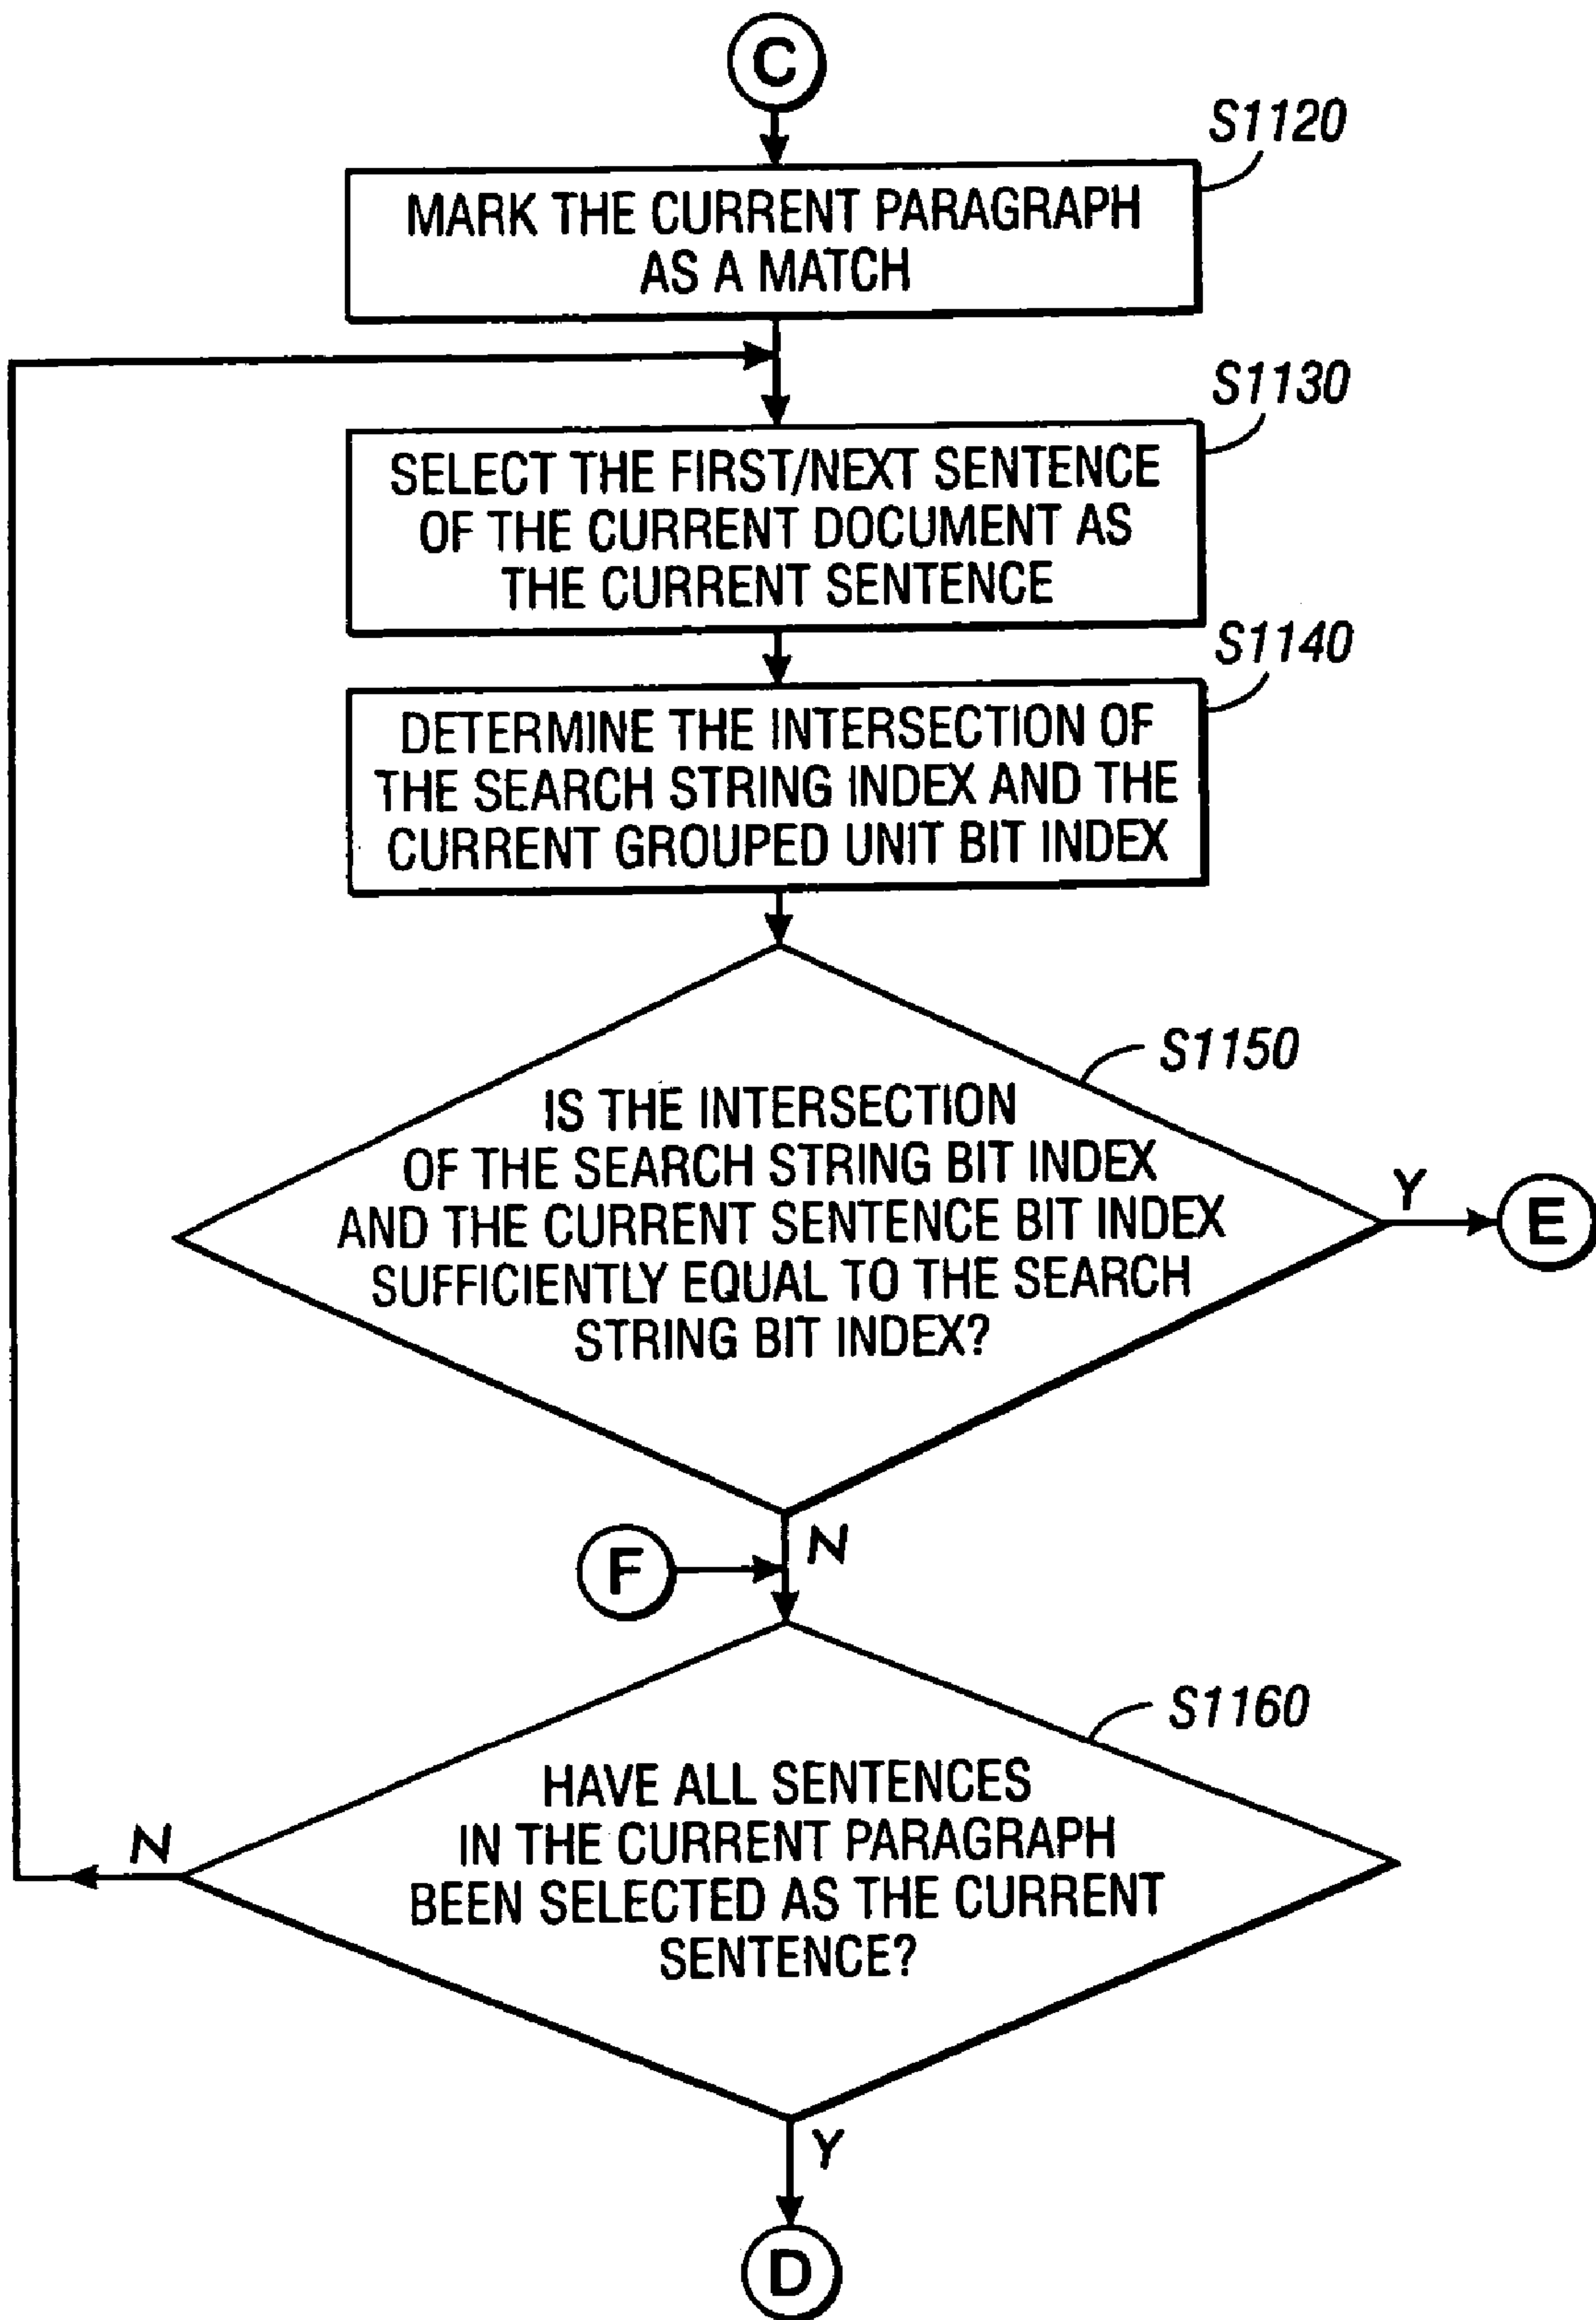 C
S1120
MARK THE CURRENT PARAGRAPH
AS A MATCH
S1130
SELECT THE FIRST/NEXT SENTENCE
OF THE CURRENT DOCUMENT AS
THE CURRENT SENTENCE
S1140
DETERMINE THE INTERSECTION OF
THE SEARCH STRING INDEX AND THE
CURRENT GROUPED UNIT BIT INDEX
S1150
IS THE INTERSECTION
OF THE SEARCH STRING BIT INDEX
AND THE CURRENT SENTENCE BIT INDEX
SUFFICIENTLY EQUAL TO THE SEARCH
STRING BIT INDEX?
Y
E
N
F
S1160
HAVE ALL SENTENCES
IN THE CURRENT PARAGRAPH
BEEN SELECTED AS THE CURRENT
SENTENCE?
N
Y
D